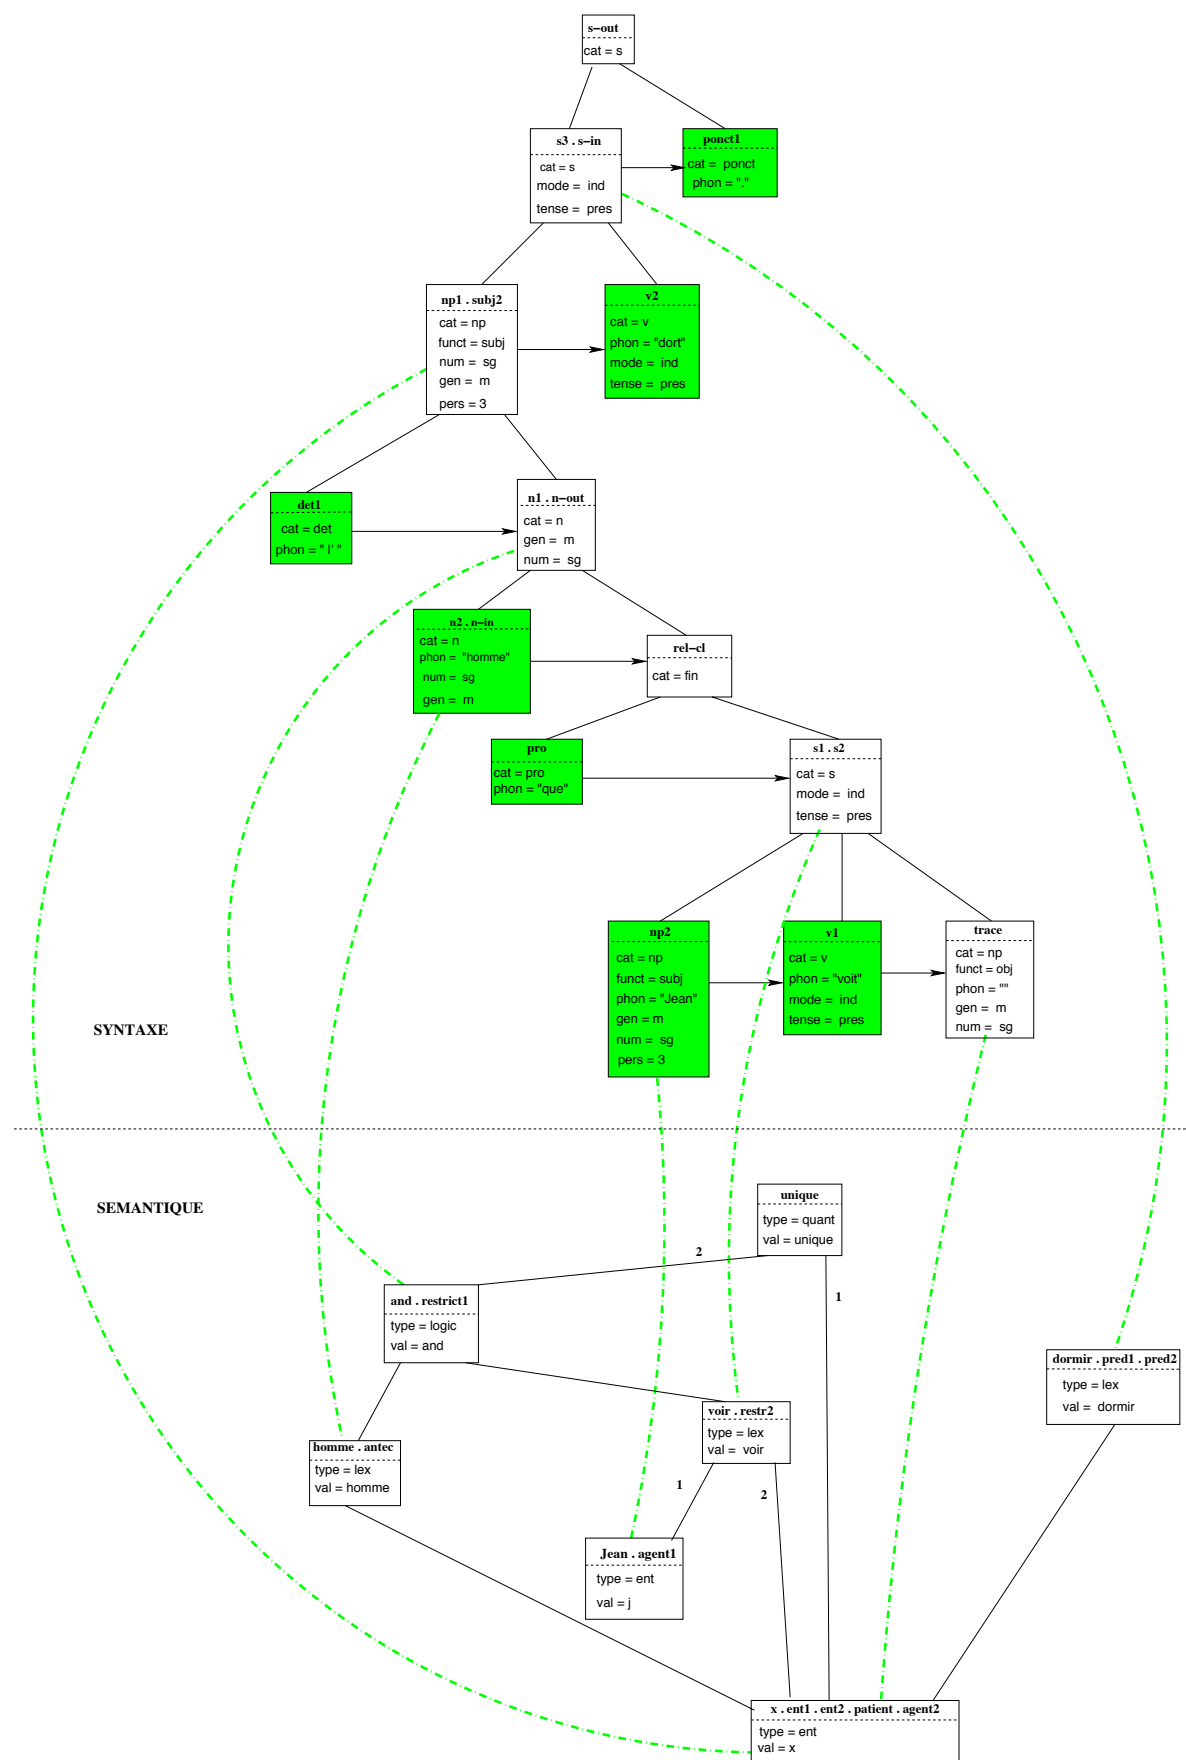 s–out
cat = s
s3 . s–in
cat = s
mode = ind
tense = pres
ponct1
cat = ponct
phon = "."
np1 . subj2
cat = np
funct = subj
num = sg
gen = m
pers = 3
v2
cat = v
phon = "dort"
mode = ind
tense = pres
det1
cat = det
phon = " l' "
n1 . n–out
cat = n
gen = m
num = sg
n2 . n–in
cat = n
phon = "homme"
num = sg
gen = m
rel–cl
cat = fin
pro
cat = pro
phon = "que"
s1 . s2
cat = s
mode = ind
tense = pres
np2
cat = np
funct = subj
phon = "Jean"
gen = m
num = sg
pers = 3
v1
cat = v
phon = "voit"
mode = ind
tense = pres
trace
cat = np
funct = obj
phon = ""
gen = m
num = sg
SYNTAXE
SEMANTIQUE
unique
type = quant
val = unique
2
1
and . restrict1
type = logic
val = and
dormir . pred1 . pred2
type = lex
val = dormir
voir . restr2
type = lex
val = voir
homme . antec
type = lex
val = homme
1
2
Jean . agent1
type = ent
val = j
x . ent1 . ent2 . patient . agent2
type = ent
val = x